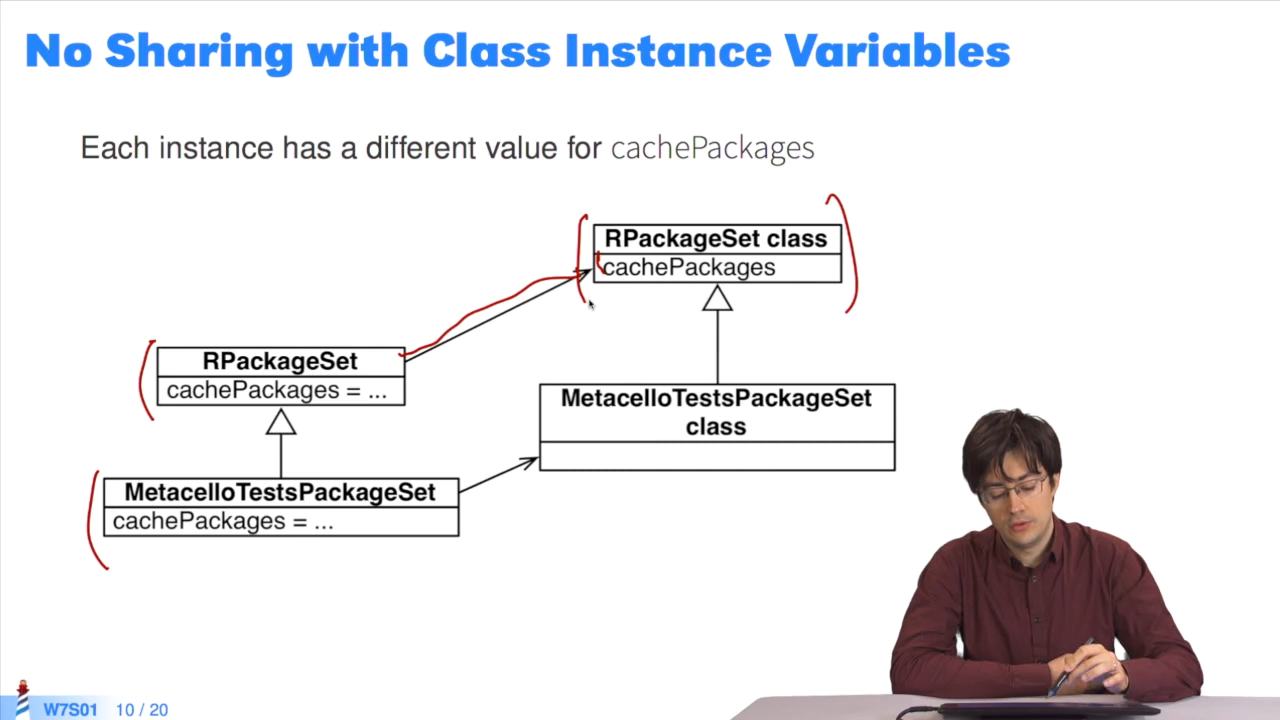 No Sharing with Class Instance Variables
Each instance has a different value for cachePackages
RPackageSet class
cachePackages
RPackageSet
cachePackages = ...
MetacelloTestsPackageSet
class
MetacelloTestsPackageSet
cachePackages = ...
W7S01 10 / 20